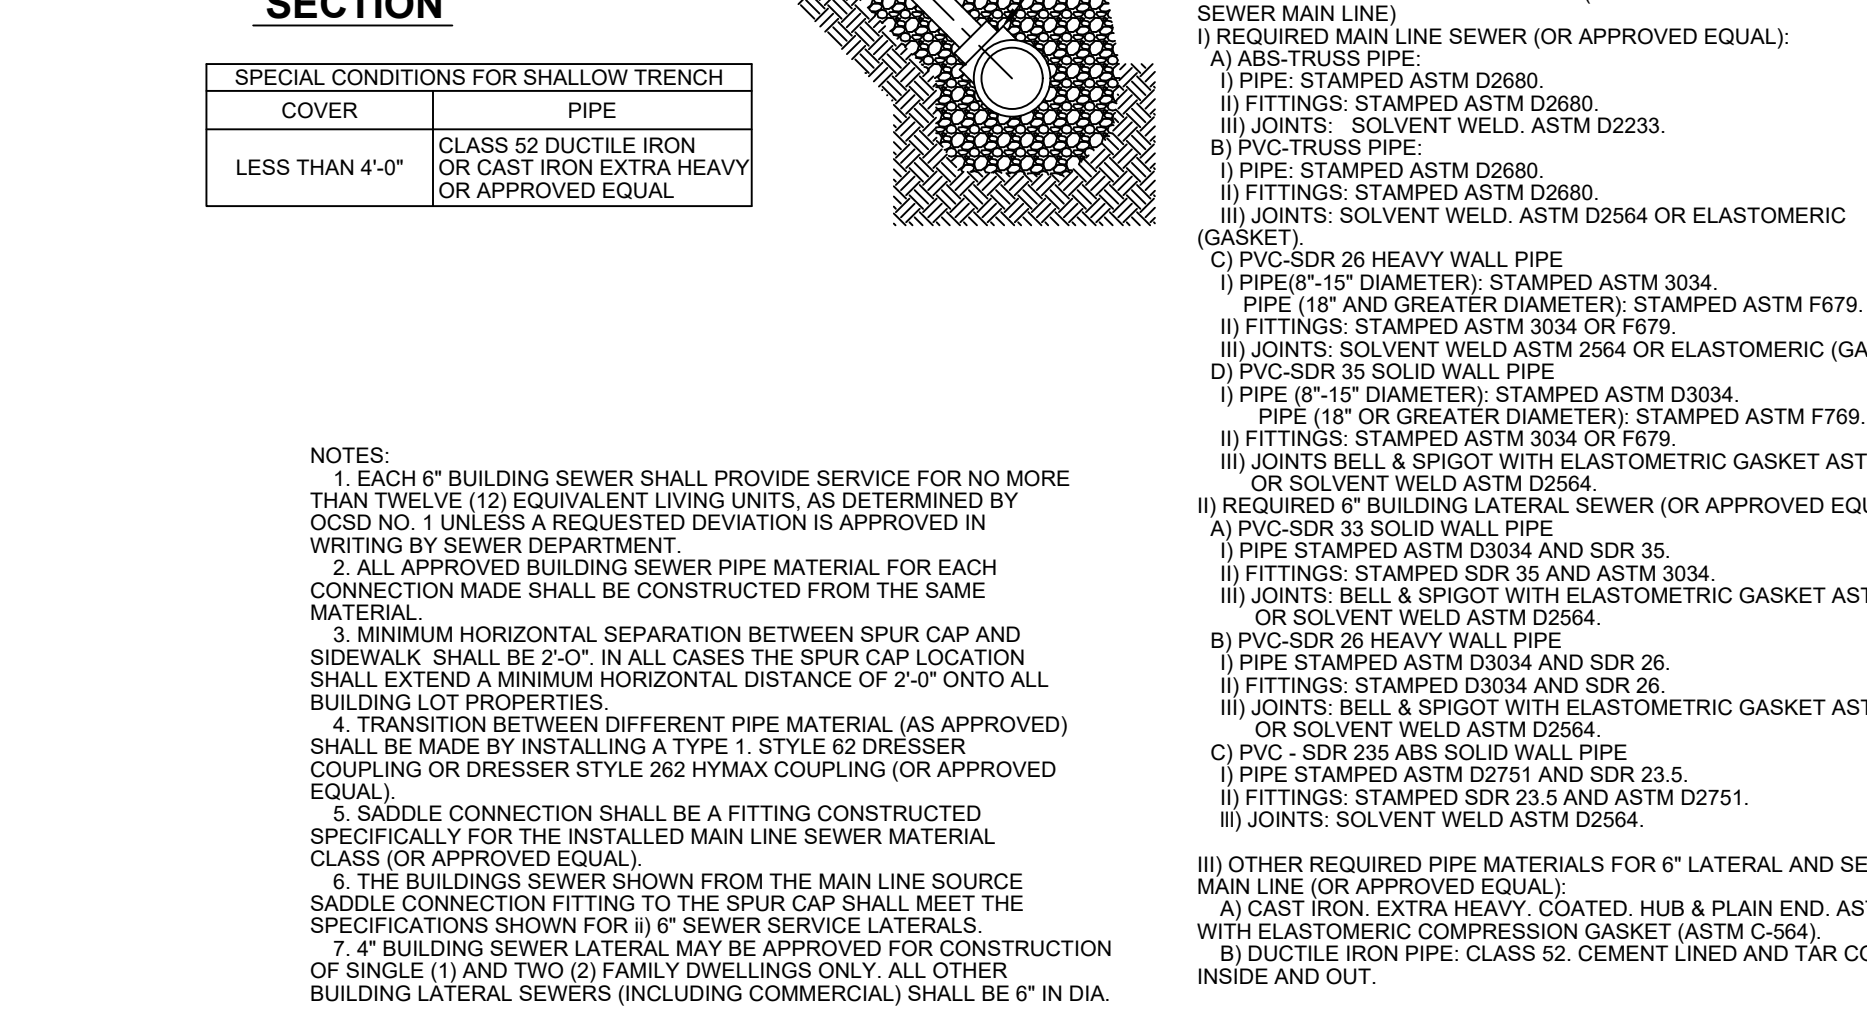 SECTION
SPECIAL CONDITIONS FOR SHALLOW TRENCH
COVER PIPE
LESS THAN 4'-0"
CLASS 52 DUCTILE IRON
OR CAST IRON EXTRA HEAVY
OR APPROVED EQUAL
NOTES:
1. EACH 6" BUILDING SEWER SHALL PROVIDE SERVICE FOR NO MORE
THAN TWELVE (12) EQUIVALENT LIVING UNITS, AS DETERMINED BY
OCSD NO. 1 UNLESS A REQUESTED DEVIATION IS APPROVED IN
WRITING BY SEWER DEPARTMENT.
2. ALL APPROVED BUILDING SEWER PIPE MATERIAL FOR EACH
CONNECTION MADE SHALL BE CONSTRUCTED FROM THE SAME
MATERIAL.
3. MINIMUM HORIZONTAL SEPARATION BETWEEN SPUR CAP AND
SIDEWALK SHALL BE 2'-O". IN ALL CASES THE SPUR CAP LOCATION
SHALL EXTEND A MINIMUM HORIZONTAL DISTANCE OF 2'-0" ONTO ALL
BUILDING LOT PROPERTIES.
4. TRANSITION BETWEEN DIFFERENT PIPE MATERIAL (AS APPROVED)
SHALL BE MADE BY INSTALLING A TYPE 1. STYLE 62 DRESSER
COUPLING OR DRESSER STYLE 262 HYMAX COUPLING (OR APPROVED
EQUAL).
5. SADDLE CONNECTION SHALL BE A FITTING CONSTRUCTED
SPECIFICALLY FOR THE INSTALLED MAIN LINE SEWER MATERIAL
CLASS (OR APPROVED EQUAL).
6. THE BUILDINGS SEWER SHOWN FROM THE MAIN LINE SOURCE
SADDLE CONNECTION FITTING TO THE SPUR CAP SHALL MEET THE
SPECIFICATIONS SHOWN FOR ii) 6" SEWER SERVICE LATERALS.
7. 4" BUILDING SEWER LATERAL MAY BE APPROVED FOR CONSTRUCTION
OF SINGLE (1) AND TWO (2) FAMILY DWELLINGS ONLY. ALL OTHER
BUILDING LATERAL SEWERS (INCLUDING COMMERCIAL) SHALL BE 6" IN DIA.
SEWER MAIN LINE)
I) REQUIRED MAIN LINE SEWER (OR APPROVED EQUAL):
A) ABS-TRUSS PIPE:
I) PIPE: STAMPED ASTM D2680.
II) FITTINGS: STAMPED ASTM D2680.
III) JOINTS: SOLVENT WELD. ASTM D2233.
B) PVC-TRUSS PIPE:
I) PIPE: STAMPED ASTM D2680.
II) FITTINGS: STAMPED ASTM D2680.
III) JOINTS: SOLVENT WELD. ASTM D2564 OR ELASTOMERIC
(GASKET).
C) PVC-SDR 26 HEAVY WALL PIPE
I) PIPE(8"-15" DIAMETER): STAMPED ASTM 3034.
PIPE (18" AND GREATER DIAMETER): STAMPED ASTM F679.
II) FITTINGS: STAMPED ASTM 3034 OR F679.
III) JOINTS: SOLVENT WELD ASTM 2564 OR ELASTOMERIC (GA
D) PVC-SDR 35 SOLID WALL PIPE
I) PIPE (8"-15" DIAMETER): STAMPED ASTM D3034.
PIPE (18" OR GREATER DIAMETER): STAMPED ASTM F769.
II) FITTINGS: STAMPED ASTM 3034 OR F679.
III) JOINTS BELL & SPIGOT WITH ELASTOMETRIC GASKET AST
OR SOLVENT WELD ASTM D2564.
II) REQUIRED 6" BUILDING LATERAL SEWER (OR APPROVED EQU
A) PVC-SDR 33 SOLID WALL PIPE
I) PIPE STAMPED ASTM D3034 AND SDR 35.
II) FITTINGS: STAMPED SDR 35 AND ASTM 3034.
III) JOINTS: BELL & SPIGOT WITH ELASTOMETRIC GASKET AST
OR SOLVENT WELD ASTM D2564.
B) PVC-SDR 26 HEAVY WALL PIPE
I) PIPE STAMPED ASTM D3034 AND SDR 26.
II) FITTINGS: STAMPED D3034 AND SDR 26.
III) JOINTS: BELL & SPIGOT WITH ELASTOMETRIC GASKET AST
OR SOLVENT WELD ASTM D2564.
C) PVC - SDR 235 ABS SOLID WALL PIPE
I) PIPE STAMPED ASTM D2751 AND SDR 23.5.
II) FITTINGS: STAMPED SDR 23.5 AND ASTM D2751.
III) JOINTS: SOLVENT WELD ASTM D2564.
III) OTHER REQUIRED PIPE MATERIALS FOR 6" LATERAL AND SE
MAIN LINE (OR APPROVED EQUAL):
A) CAST IRON. EXTRA HEAVY. COATED. HUB & PLAIN END. AS
WITH ELASTOMERIC COMPRESSION GASKET (ASTM C-564).
B) DUCTILE IRON PIPE: CLASS 52. CEMENT LINED AND TAR CO
INSIDE AND OUT.